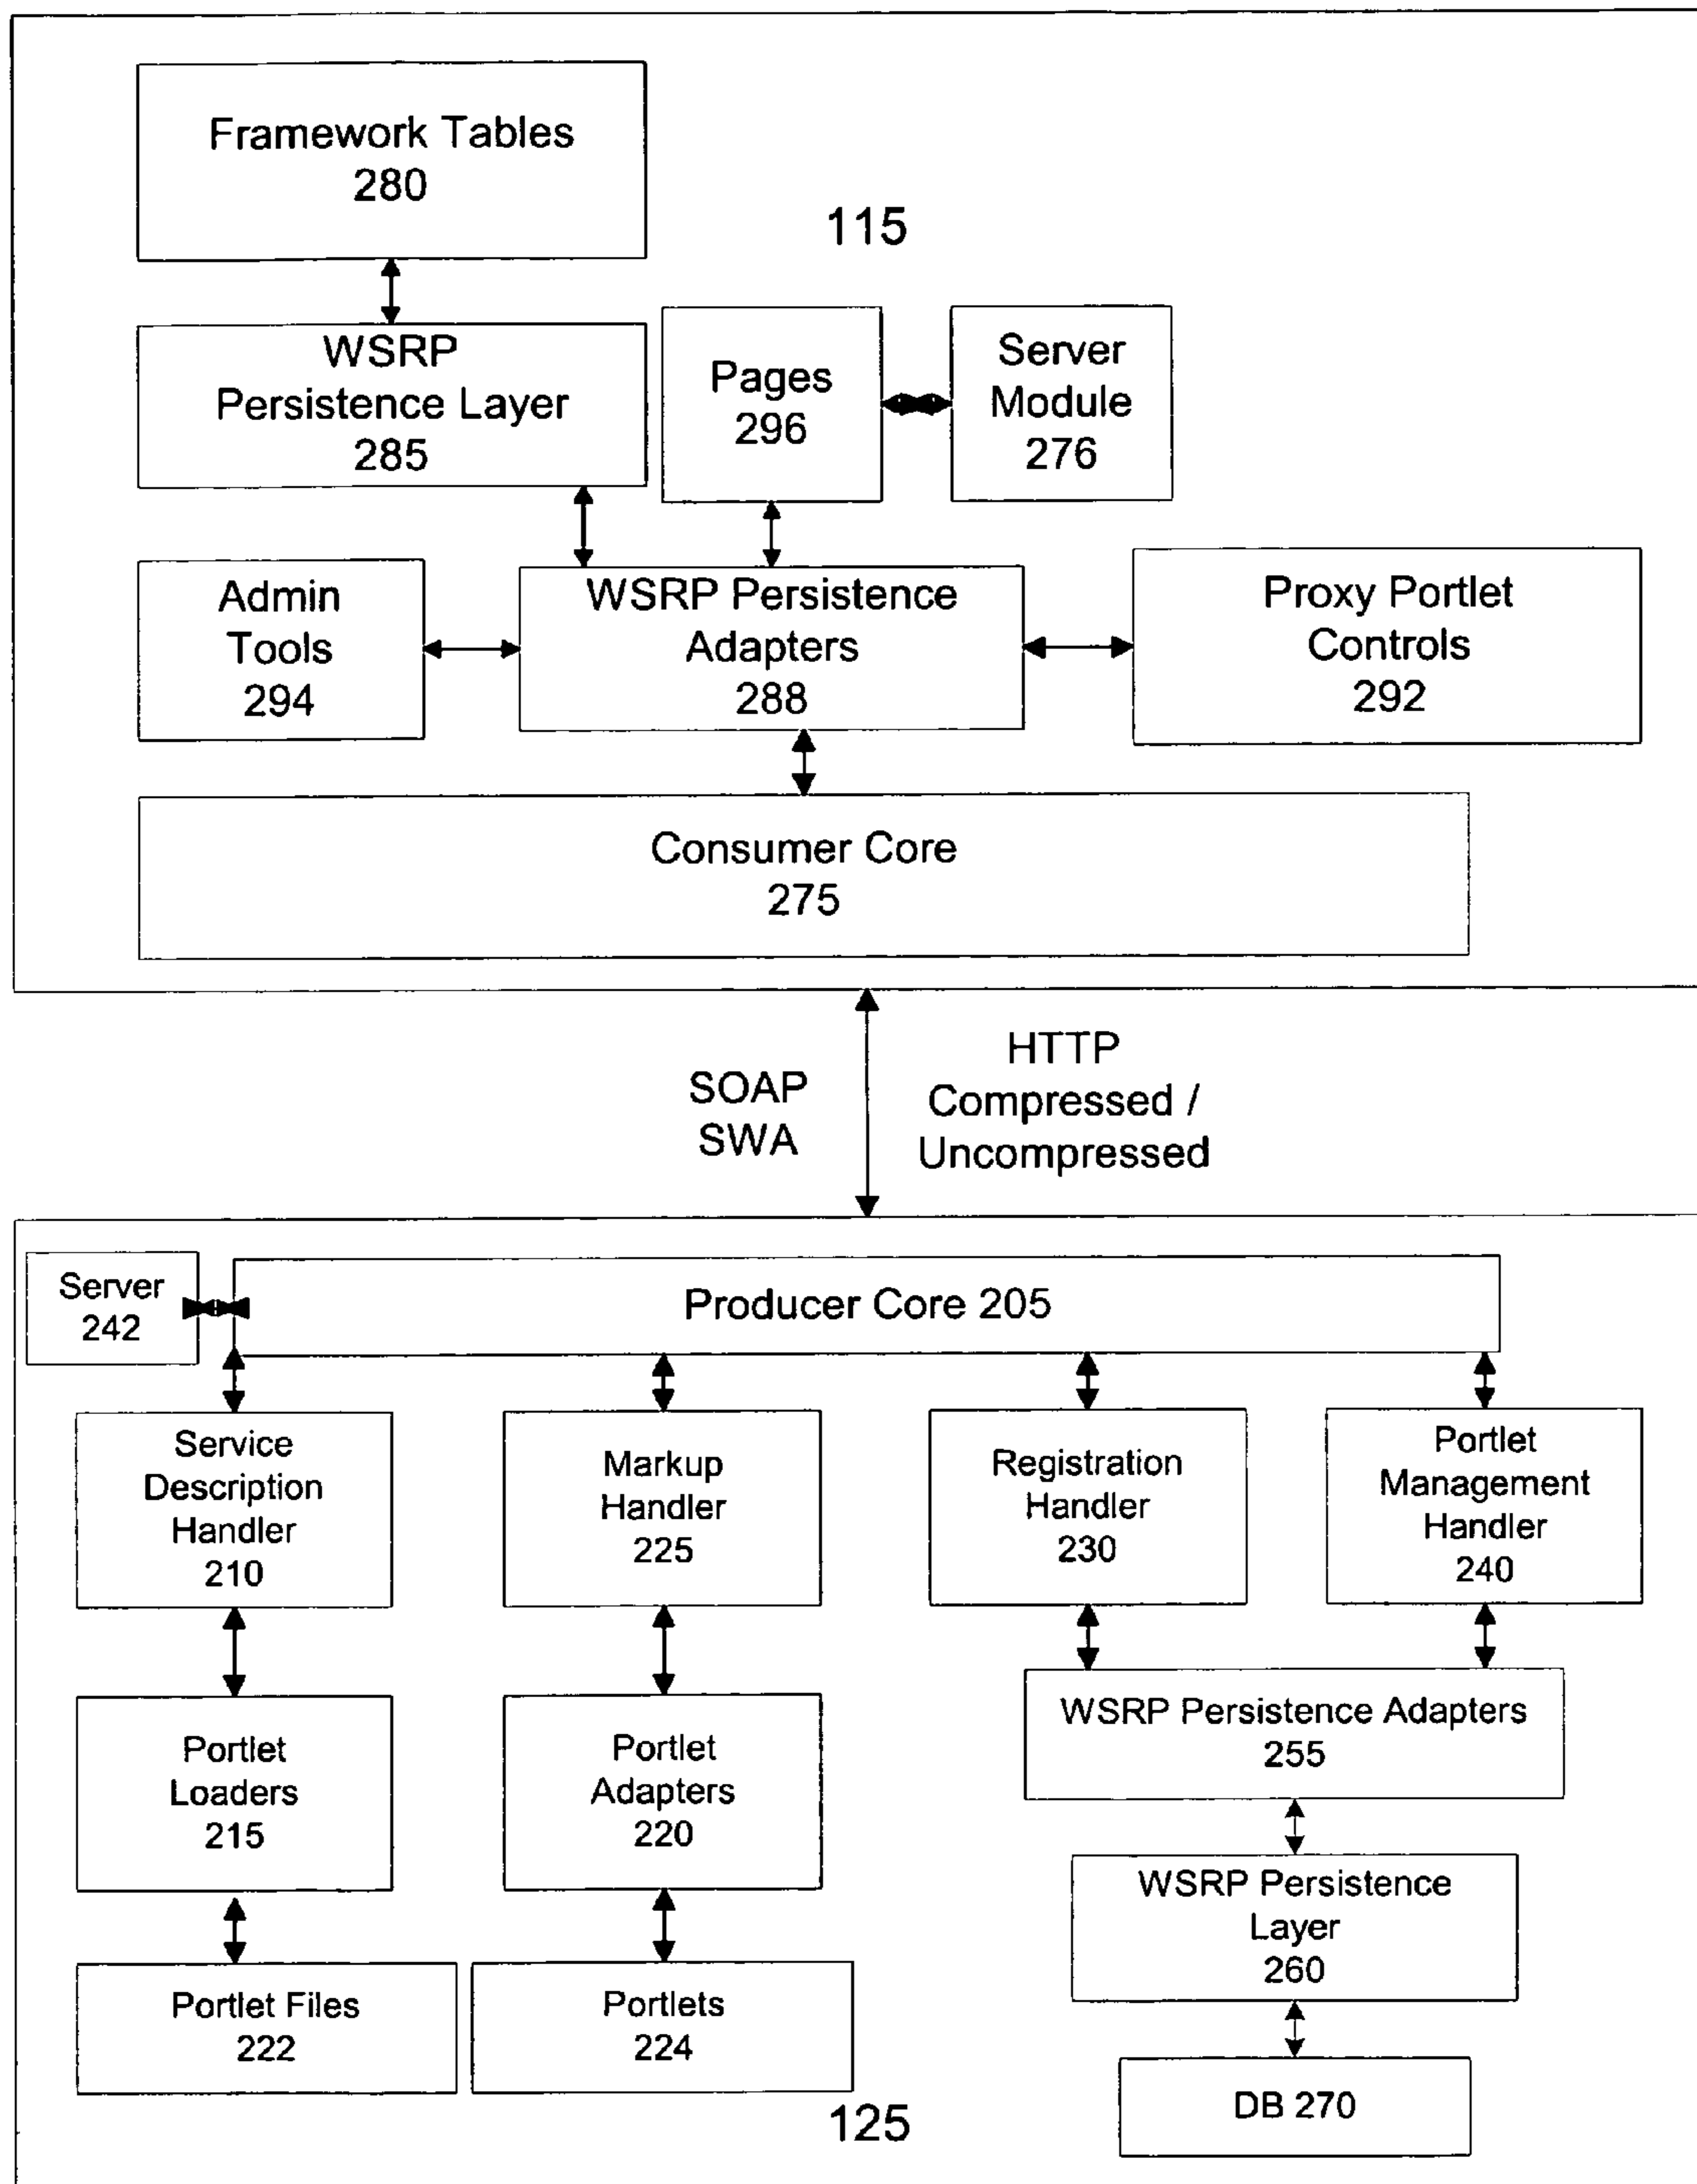 Framework Tables
280
115
WSRP
Persistence Layer
285
Pages
296
Server
Module
276
Admin
Tools
294
WSRP Persistence
Adapters
288
Proxy Portlet
Controls
292
Consumer Core
275
SOAP
SWA
HTTP
Compressed /
Uncompressed
Server
242
Producer Core 205
Service
Description
Handler
210
Markup
Handler
225
Registration
Handler
230
Portlet
Management
Handler
240
Portlet
Loaders
215
Portlet
Adapters
220
WSRP Persistence Adapters
255
WSRP Persistence
Layer
260
Portlet Files
222
Portlets
224
DB 270
125